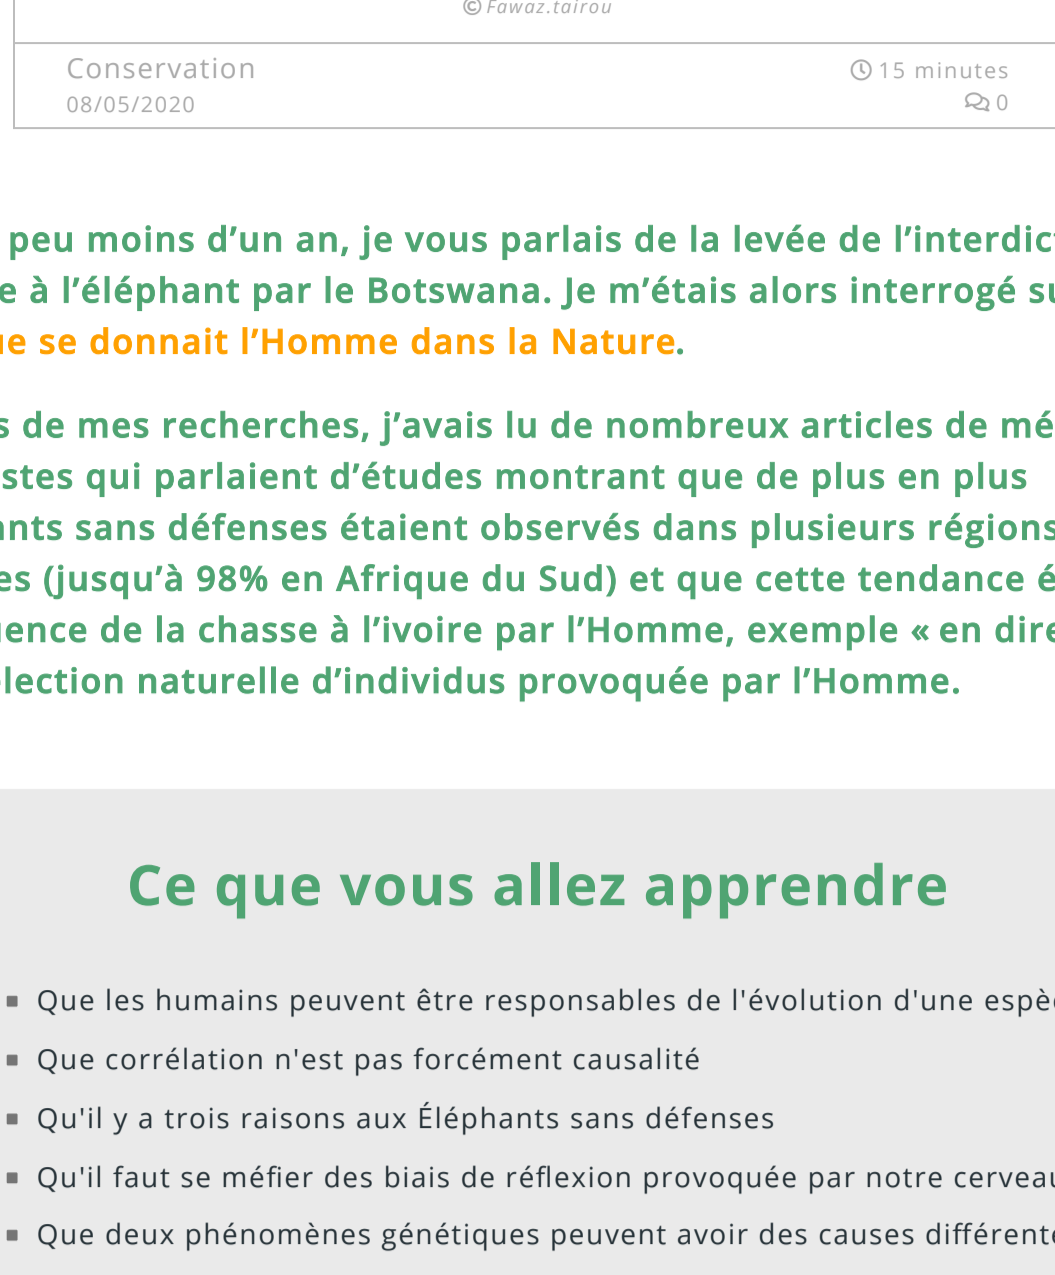 © Fawaz.tairou
Conservation
15 minutes
08/05/2020
0
peu moins d’un an, je vous parlais de la levée de l’interdic
e à l’éléphant par le Botswana. Je m’étais alors interrogé su
ue se donnait l’Homme dans la Nature.
s de mes recherches, j’avais lu de nombreux articles de mé
stes qui parlaient d’études montrant que de plus en plus
nts sans défenses étaient observés dans plusieurs régions
es (jusqu’à 98% en Afrique du Sud) et que cette tendance é
uence de la chasse à l’ivoire par l’Homme, exemple « en dire
lection naturelle d’individus provoquée par l’Homme.
Ce que vous allez apprendre
Que les humains peuvent être responsables de l'évolution d'une espè
Que corrélation n'est pas forcément causalité
Qu'il y a trois raisons aux Éléphants sans défenses
Qu'il faut se méfier des biais de réflexion provoquée par notre cerveau
Que deux phénomènes génétiques peuvent avoir des causes différente